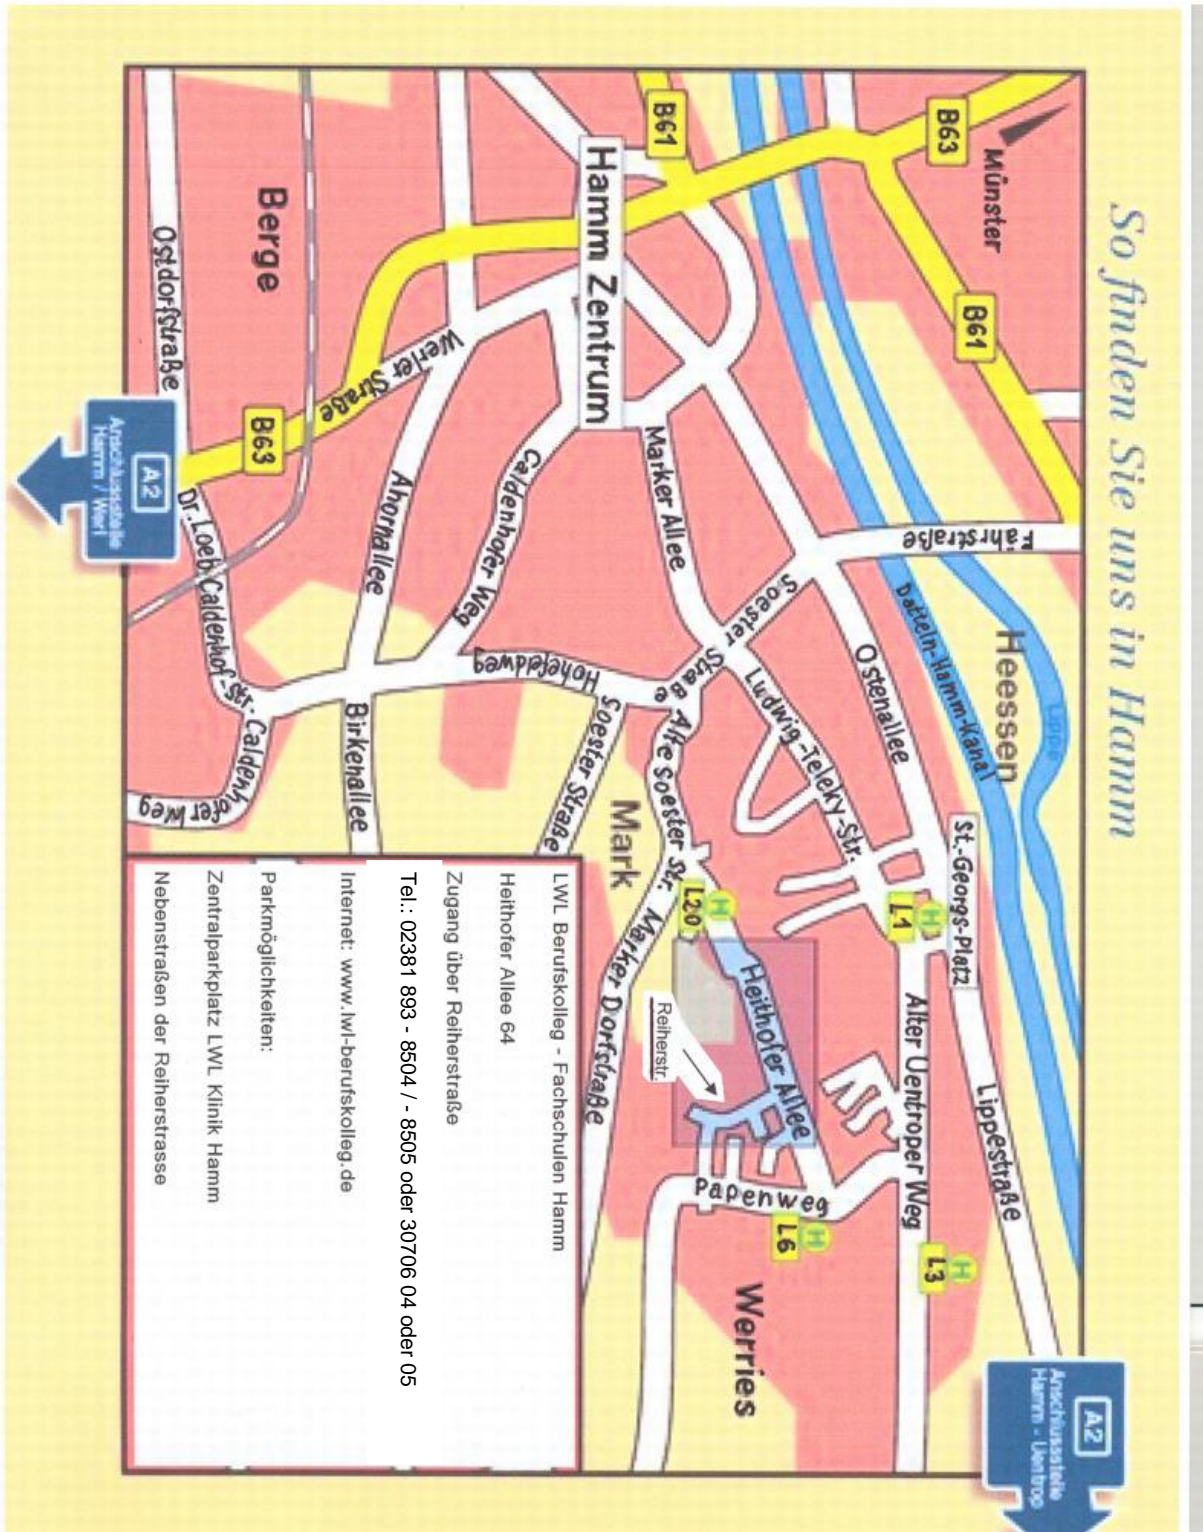 So finden Sie uns in Hamm
Münster
B63
B61
B61
Hamm Zentrum
Berge
Ostdorfstraße
Werler Straße
B63
A2
Anschlussstelle
Hamm / Werl
Dr. Loeb Caldenhof-Str.
Caldenhofer Weg
Ahornallee
Caldenhofer Weg
Marker Allee
Fährstraße
Soester Straße
Hohefeldweg
Birkenallee
Soester Straße
Alte Soester Str.
Ludwig-Teleky-Str.
Ostenallee
Datteln-Hamm-Kanal
Heessen
Lippe
St.-Georgs-Platz
Mark
L20
H
L1
H
Marker Dorfstraße
Heithofer Allee
Reiherstr.
Alter Uentroper Weg
Lippestraße
Papenweg
L6
H
L3
H
Werries
A2
Anschlussstelle
Hamm - Uentrop
LWL Berufskolleg - Fachschulen Hamm
Heithofer Allee 64
Zugang über Reiherstraße
Tel.: 02381 893 - 8504 / - 8505 oder 30706 04 oder 05
Internet: www.lwl-berufskolleg.de
Parkmöglichkeiten:
Zentralparkplatz LWL Klinik Hamm
Nebenstraßen der Reiherstrasse